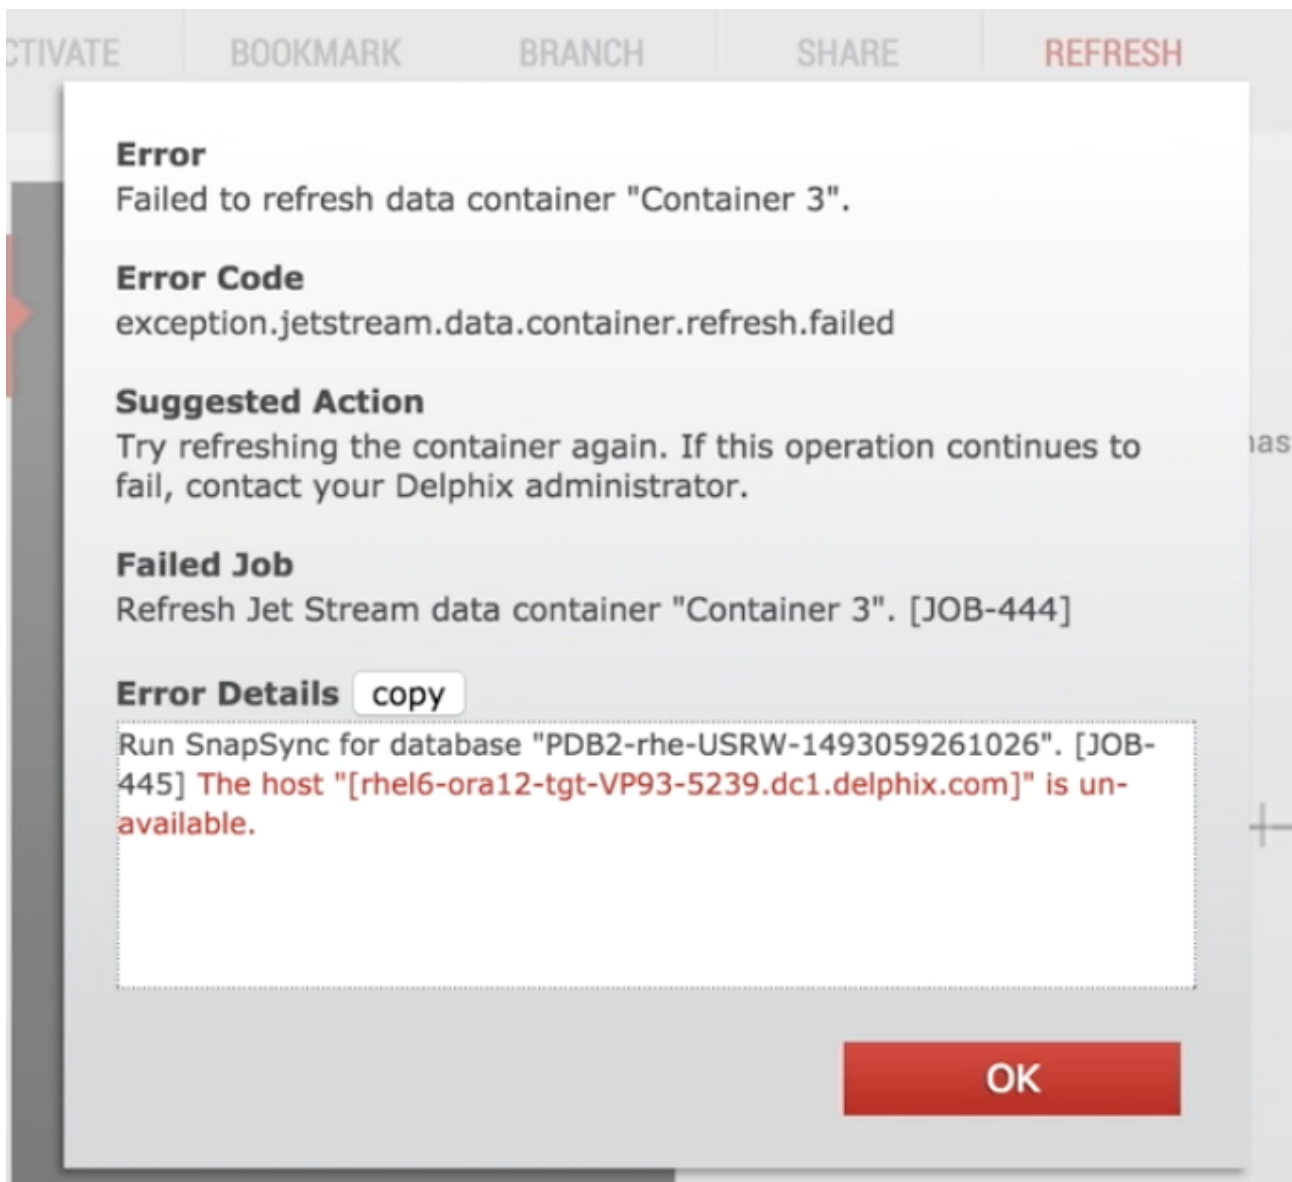 CTIVATE BOOKMARK BRANCH SHARE REFRESH
Error
Failed to refresh data container "Container 3".
Error Code
exception.jetstream.data.container.refresh.failed
Suggested Action
Try refreshing the container again. If this operation continues to
fail, contact your Delphix administrator.
Failed Job
Refresh Jet Stream data container "Container 3". [JOB-444]
Error Details copy
Run SnapSync for database "PDB2-rhe-USRW-1493059261026". [JOB-
445] The host "[rhel6-ora12-tgt-VP93-5239.dc1.delphix.com]" is un-
available.
OK